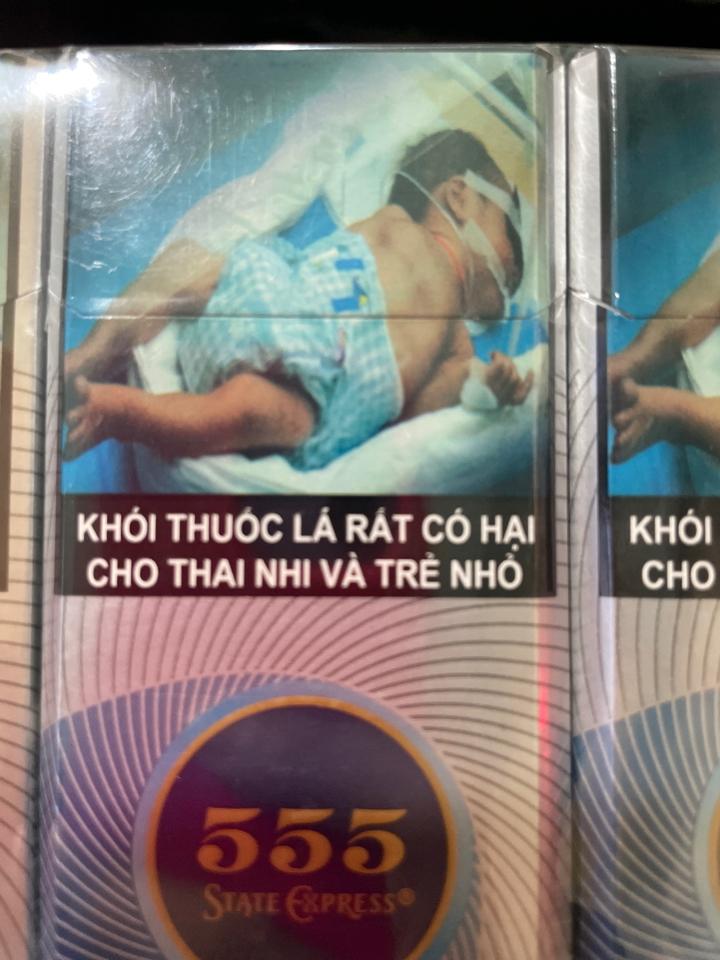 KHÓI THUỐC LÁ RẤT CÓ HẠI
CHO THAI NHI VÀ TRẺ NHỎ
555
STATE EXPRESS®
KHÓI
CHO